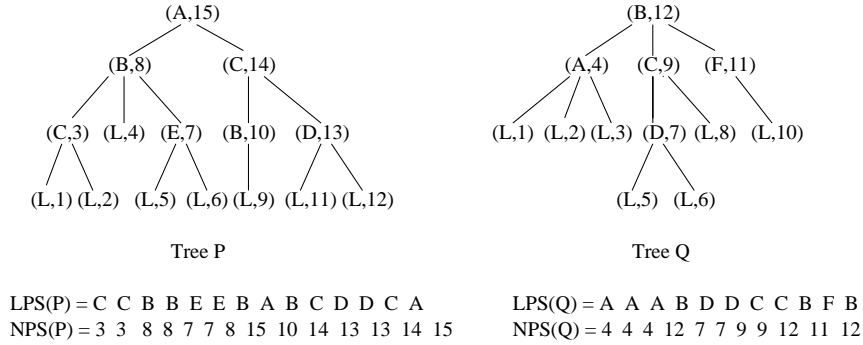 (A,15) (B,12)
(B,8) (C,14) (A,4) (C,9) (F,11)
(C,3) (L,4) (E,7) (B,10) (D,13) (L,1) (L,2) (L,3) (D,7) (L,8) (L,10)
(L,1) (L,2) (L,5) (L,6) (L,9) (L,11) (L,12) (L,5) (L,6)
Tree P Tree Q
LPS(P) = C C B B E E B A B C D D C A LPS(Q) = A A A B D D C C B F B
NPS(P) = 3 3 8 8 7 7 8 15 10 14 13 13 14 15 NPS(Q) = 4 4 4 12 7 7 9 9 12 11 12